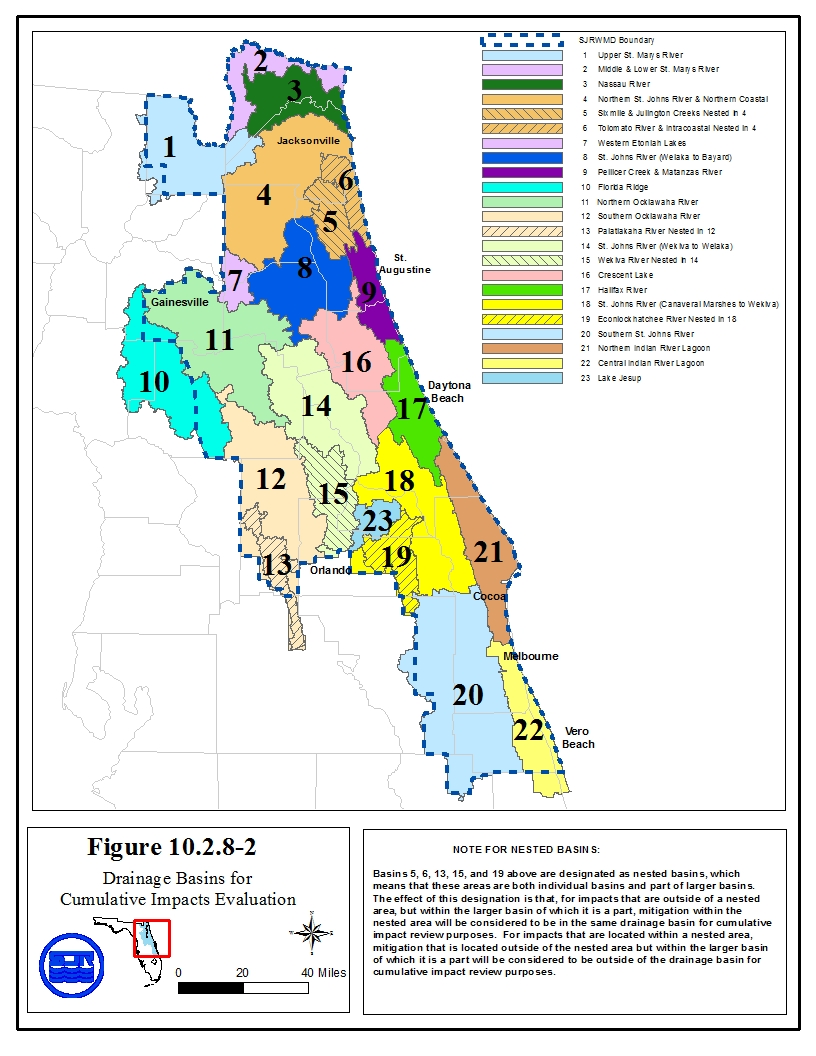 SJRWMD Boundary
1 Upper St. Marys River
2 Middle & Lower St. Marys River
3 Nassau River
4 Northern St. Johns River & Northern Coastal
5 Sixmile & Julington Creeks Nested In 4
6 Tolomato River & Intracoastal Nested In 4
7 Western Etoniah Lakes
8 St. Johns River (Welaka to Bayard)
9 Pellicer Creek & Matanzas River
10 Florida Ridge
11 Northern Ocklawaha River
12 Southern Ocklawaha River
13 Palatlakaha River Nested In 12
14 St. Johns River (Wekiva to Welaka)
15 Wekiva River Nested In 14
16 Crescent Lake
17 Halifax River
18 St. Johns River (Canaveral Marshes to Wekiva)
19 Econlockhatchee River Nested In 18
20 Southern St. Johns River
21 Northern Indian River Lagoon
22 Central Indian River Lagoon
23 Lake Jesup
2
3
1
Jacksonville
6
4
5
St.
Augustine
8
7
9
Gainesville
11
16
10
Daytona
Beach
14
17
12
18
15
23
21
19
13
Orlando
Cocoa
Melbourne
20
22
Vero
Beach
Figure 10.2.8-2
Drainage Basins for
Cumulative Impacts Evaluation
N
W
E
S
0 20 40 Miles
NOTE FOR NESTED BASINS:
Basins 5, 6, 13, 15, and 19 above are designated as nested basins, which
means that these areas are both individual basins and part of larger basins.
The effect of this designation is that, for impacts that are outside of a nested
area, but within the larger basin of which it is a part, mitigation within the
nested area will be considered to be in the same drainage basin for cumulative
impact review purposes. For impacts that are located within a nested area,
mitigation that is located outside of the nested area but within the larger basin
of which it is a part will be considered to be outside of the drainage basin for
cumulative impact review purposes.